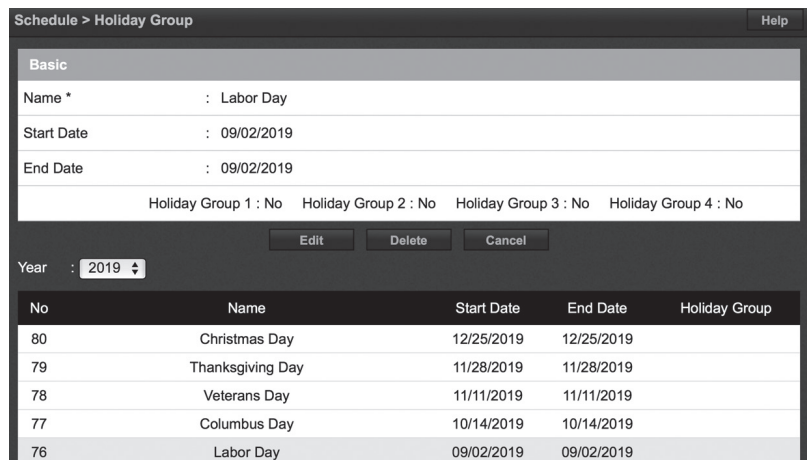 Schedule > Holiday Group Help
Basic
Name * : Labor Day
Start Date : 09/02/2019
End Date : 09/02/2019
Holiday Group 1 : No Holiday Group 2 : No Holiday Group 3 : No Holiday Group 4 : No
Edit Delete Cancel
Year : 2019
No Name Start Date End Date Holiday Group
80 Christmas Day 12/25/2019 12/25/2019
79 Thanksgiving Day 11/28/2019 11/28/2019
78 Veterans Day 11/11/2019 11/11/2019
77 Columbus Day 10/14/2019 10/14/2019
76 Labor Day 09/02/2019 09/02/2019